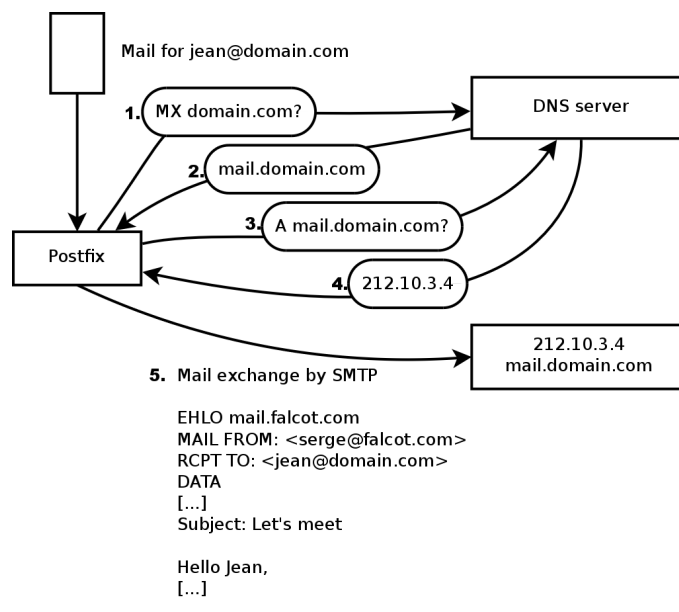 Mail for jean@domain.com
1. MX domain.com?
DNS server
2. mail.domain.com
3. A mail.domain.com?
Postfix
4. 212.10.3.4
212.10.3.4
mail.domain.com
5. Mail exchange by SMTP
EHLO mail.falcot.com
MAIL FROM: <serge@falcot.com>
RCPT TO: <jean@domain.com>
DATA
[...]
Subject: Let's meet
Hello Jean,
[...]